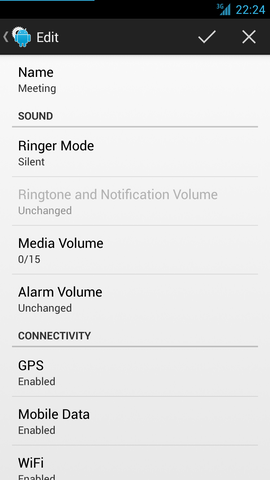 3G 22:24
Edit
Name
Meeting
SOUND
Ringer Mode
Silent
Ringtone and Notification Volume
Unchanged
Media Volume
0/15
Alarm Volume
Unchanged
CONNECTIVITY
GPS
Enabled
Mobile Data
Enabled
WiFi
Enabled